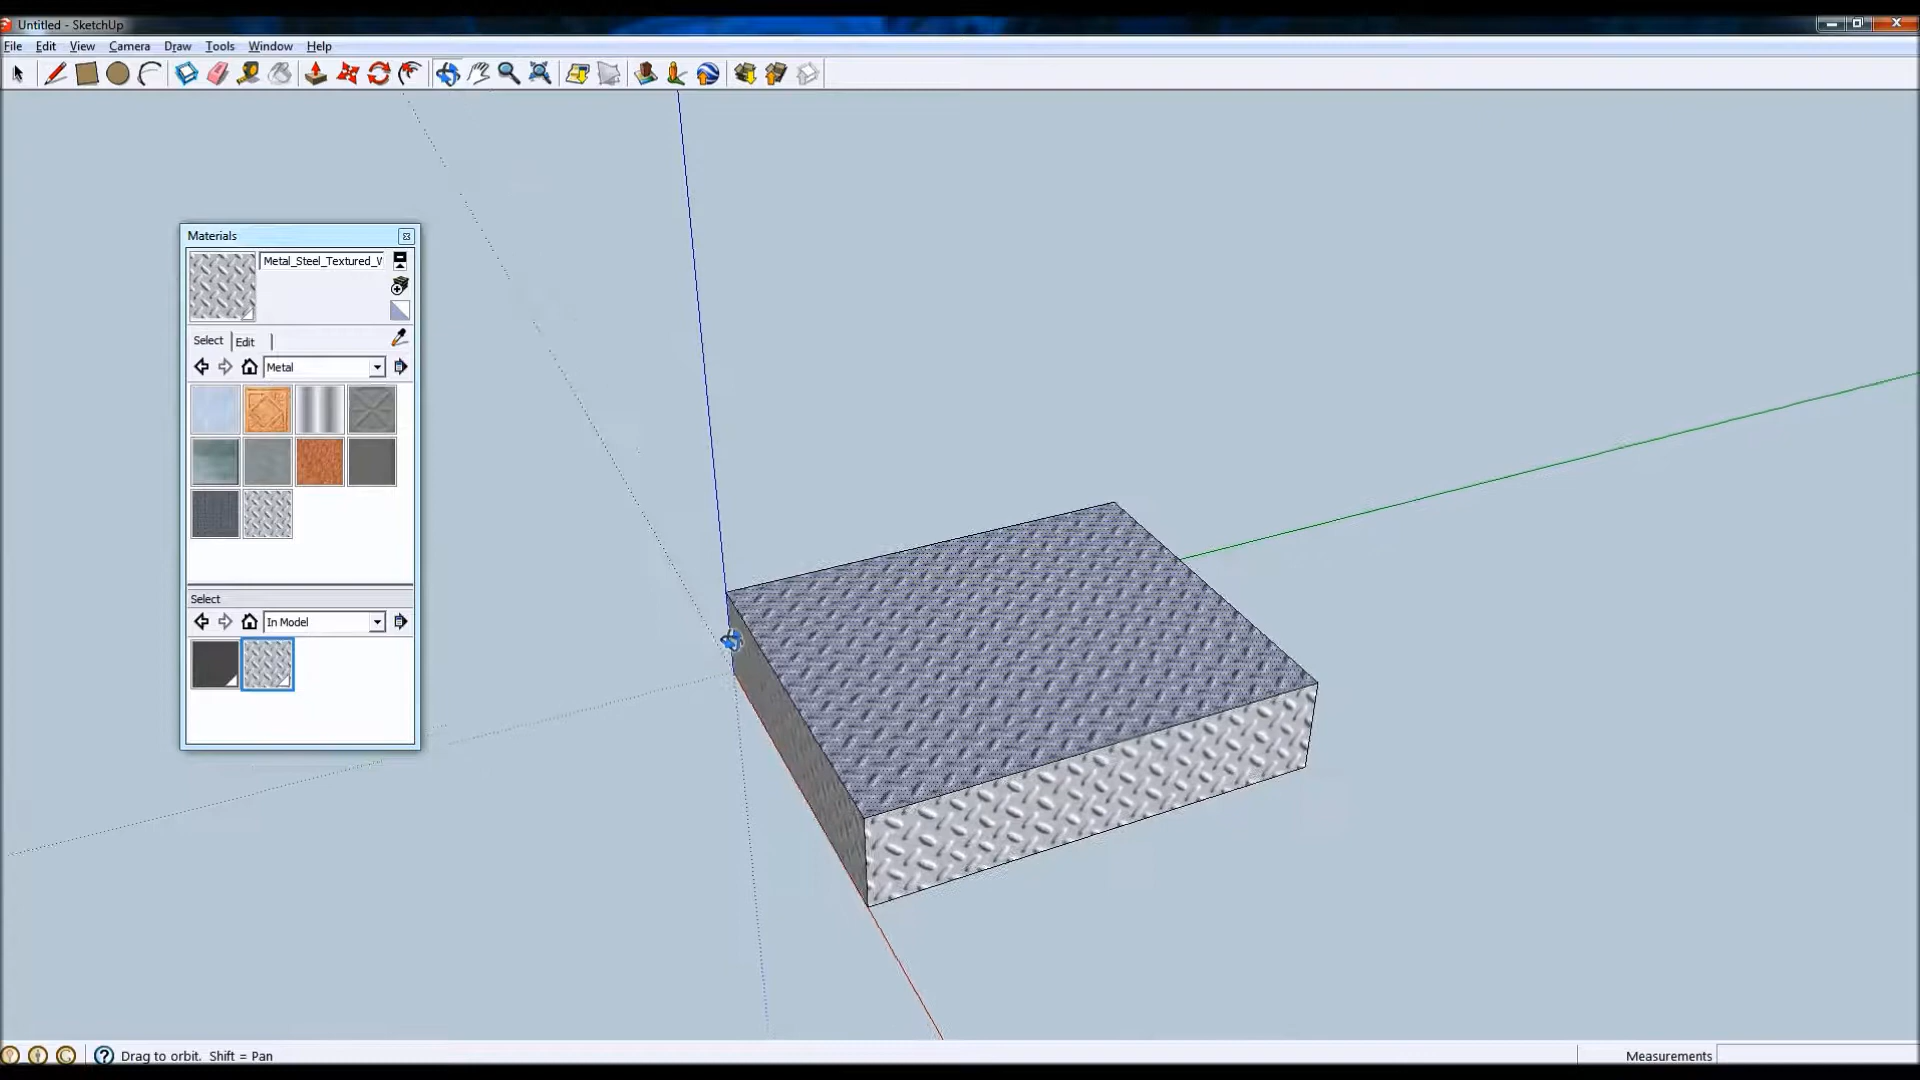 Untitled - SketchUp
File Edit View Camera Draw Tools Window Help
Materials
Metal_Steel_Textured_
Select Edit
Metal
Select
In Model
Drag to orbit. Shift = Pan
Measurements